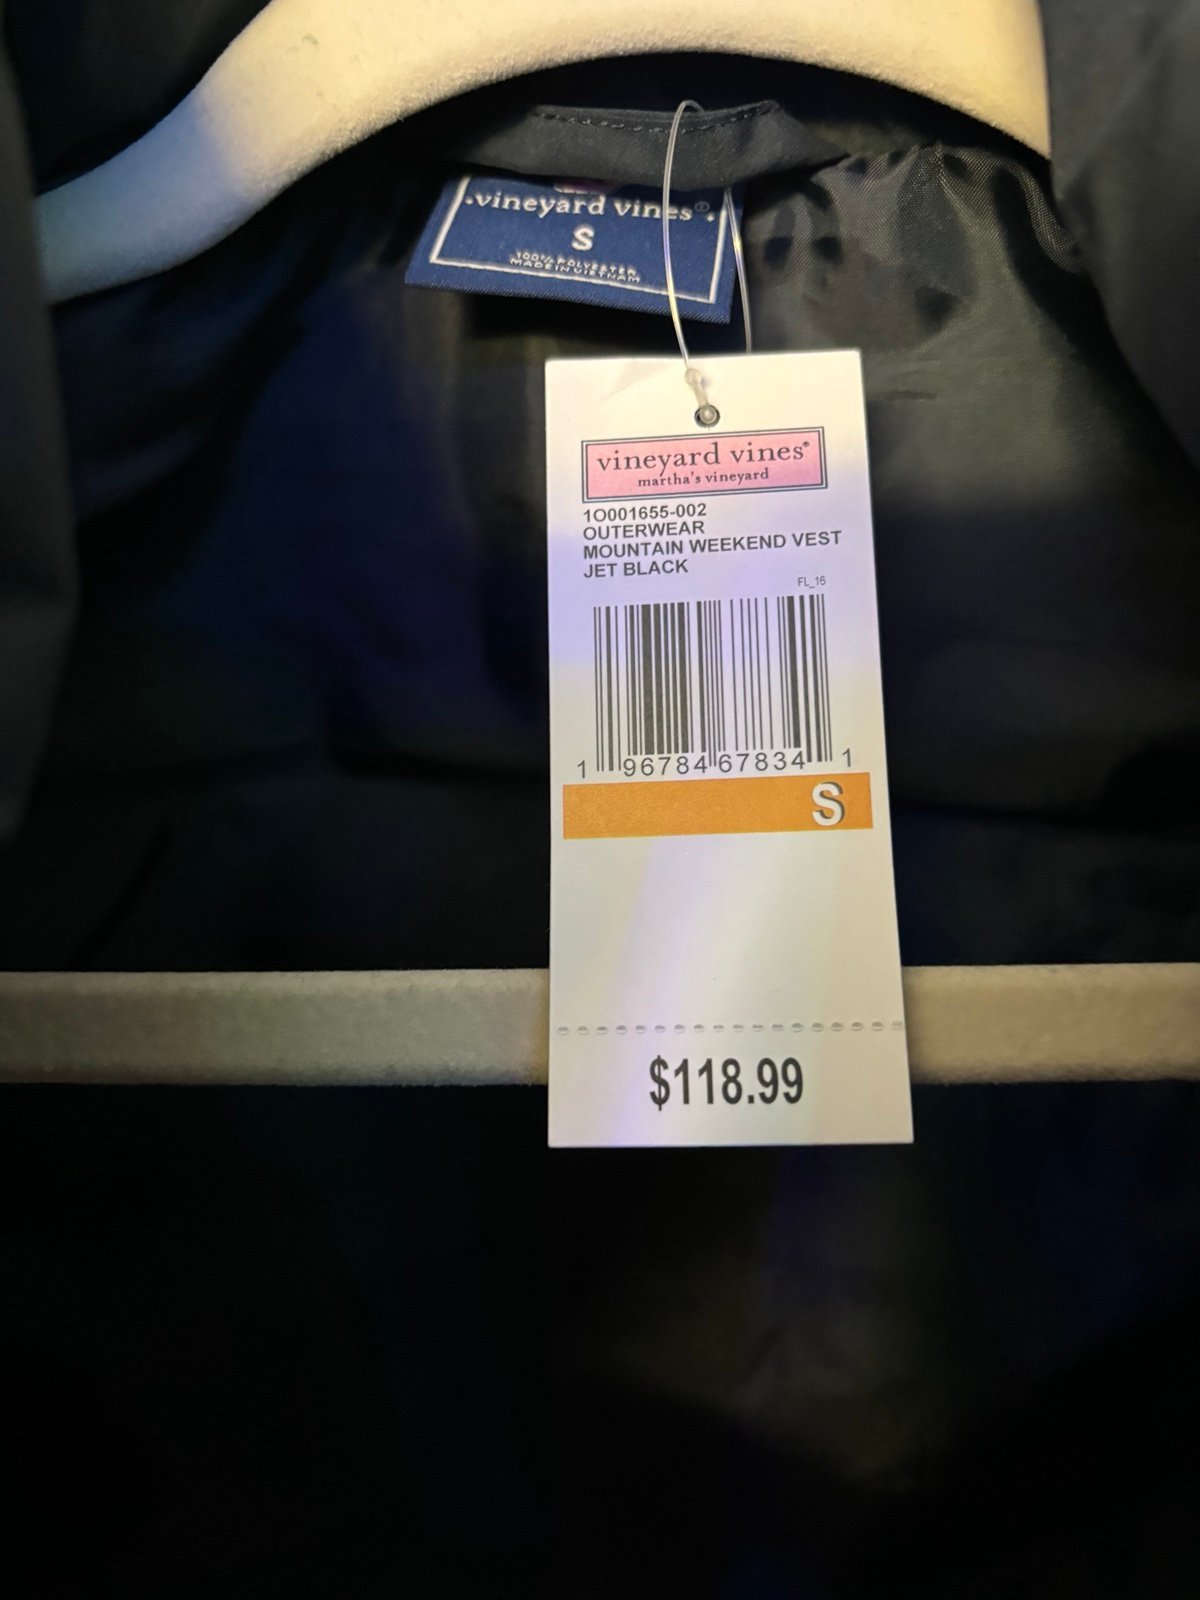 vineyard vines®
S
100% POLYESTER
MADE IN VIETNAM
vineyard vines®
martha's vineyard
1O001655-002
OUTERWEAR
MOUNTAIN WEEKEND VEST
JET BLACK
FL_16
1 96784 67834 1
S
$118.99